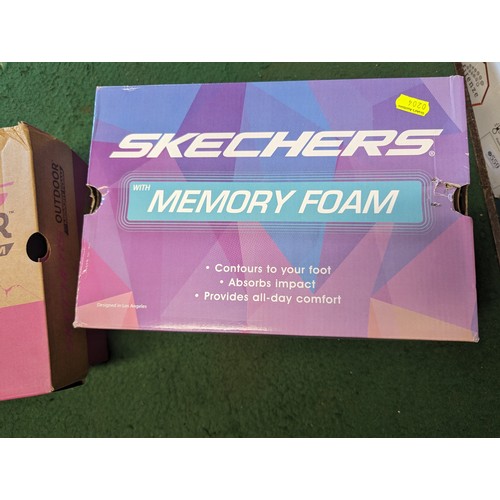 SKECHERS®
WITH MEMORY FOAM
• Contours to your foot
• Absorbs impact
• Provides all-day comfort
Designed in Los Angeles
OUTDOOR
R
M